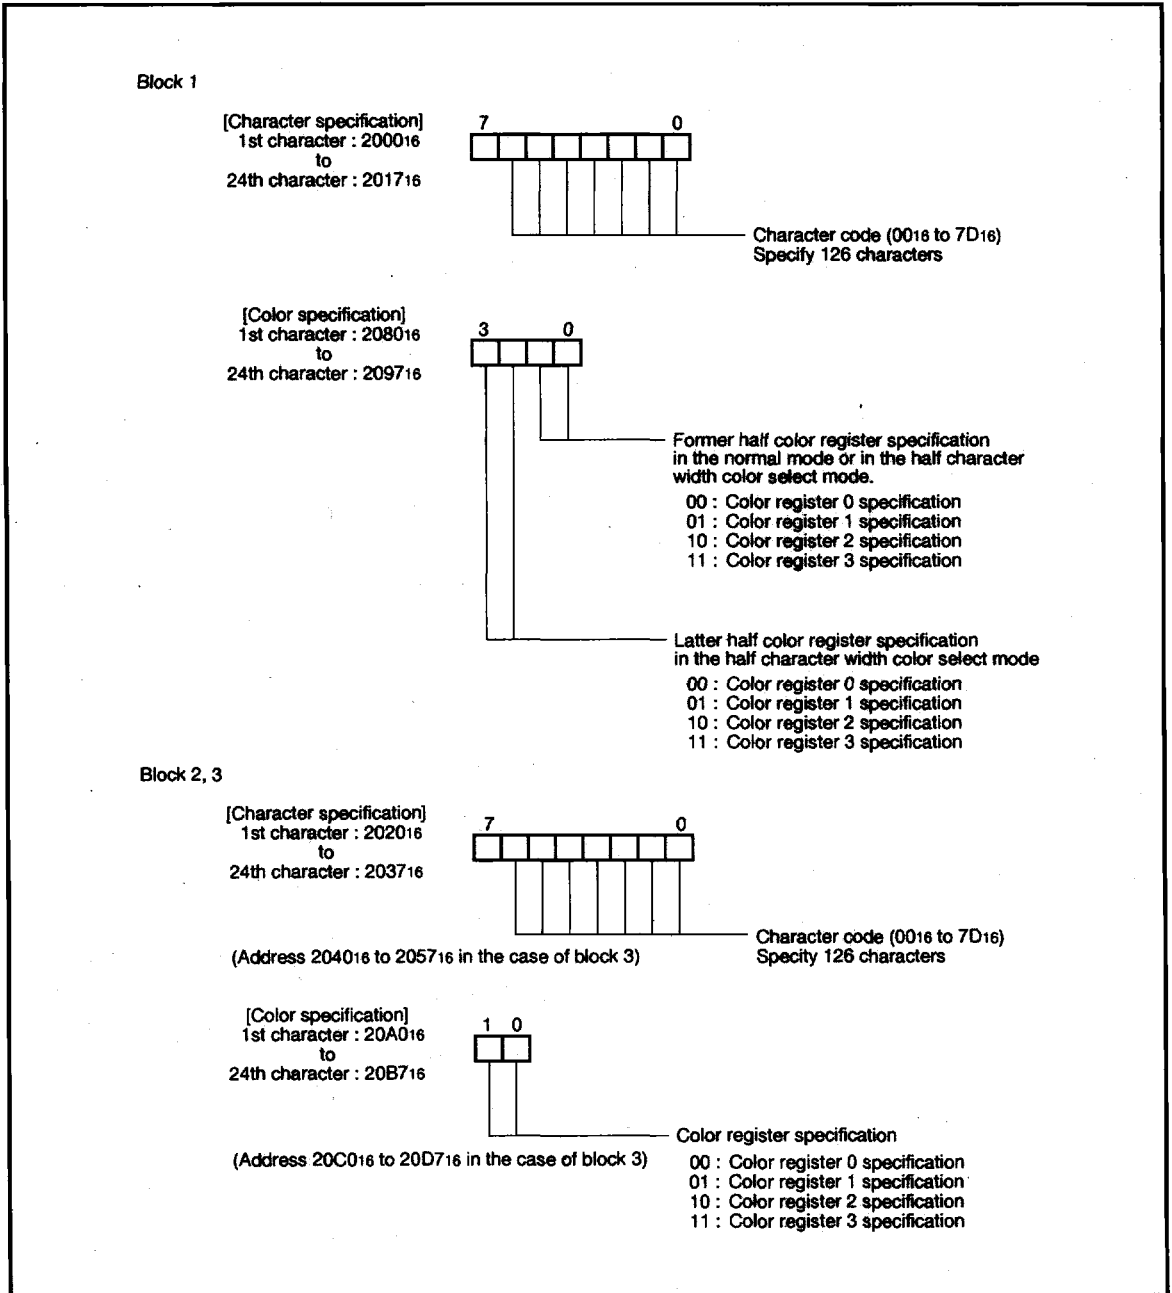 Block 1
[Character specification]
1st character : 200016
to
24th character : 201716
7 0
Character code (0016 to 7D16)
Specify 126 characters
[Color specification]
1st character : 208016
to
24th character : 209716
3 0
Former half color register specification
in the normal mode or in the half character
width color select mode.
00 : Color register 0 specification
01 : Color register 1 specification
10 : Color register 2 specification
11 : Color register 3 specification
Latter half color register specification
in the half character width color select mode
00 : Color register 0 specification
01 : Color register 1 specification
10 : Color register 2 specification
11 : Color register 3 specification
Block 2, 3
[Character specification]
1st character : 202016
to
24th character : 203716
7 0
Character code (0016 to 7D16)
Specity 126 characters
(Address 204016 to 205716 in the case of block 3)
[Color specification]
1st character : 20A016
to
24th character : 20B716
1 0
Color register specification
(Address 20C016 to 20D716 in the case of block 3)
00 : Color register 0 specification
01 : Color register 1 specification
10 : Color register 2 specification
11 : Color register 3 specification